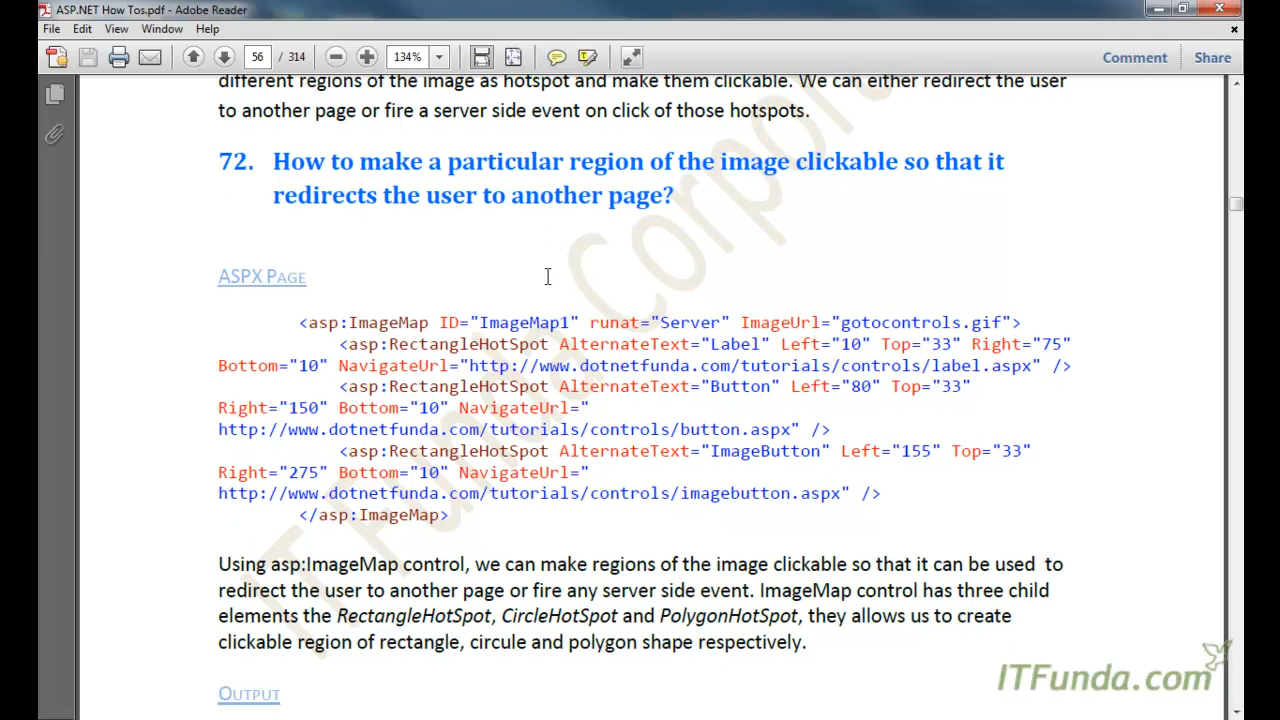 ASP.NET How Tos.pdf - Adobe Reader
File Edit View Window Help
56 / 314 134% Comment Share
different regions of the image as hotspot and make them clickable. We can either redirect the user
to another page or fire a server side event on click of those hotspots.
72. How to make a particular region of the image clickable so that it
redirects the user to another page?
ASPX PAGE
<asp:ImageMap ID="ImageMap1" runat="Server" ImageUrl="gotocontrols.gif">
<asp:RectangleHotSpot AlternateText="Label" Left="10" Top="33" Right="75"
Bottom="10" NavigateUrl="http://www.dotnetfunda.com/tutorials/controls/label.aspx" />
<asp:RectangleHotSpot AlternateText="Button" Left="80" Top="33"
Right="150" Bottom="10" NavigateUrl="
http://www.dotnetfunda.com/tutorials/controls/button.aspx" />
<asp:RectangleHotSpot AlternateText="ImageButton" Left="155" Top="33"
Right="275" Bottom="10" NavigateUrl="
http://www.dotnetfunda.com/tutorials/controls/imagebutton.aspx" />
</asp:ImageMap>
Using asp:ImageMap control, we can make regions of the image clickable so that it can be used to
redirect the user to another page or fire any server side event. ImageMap control has three child
elements the RectangleHotSpot, CircleHotSpot and PolygonHotSpot, they allows us to create
clickable region of rectangle, circule and polygon shape respectively.
OUTPUT
IT Funda Corpor
ITFunda.com